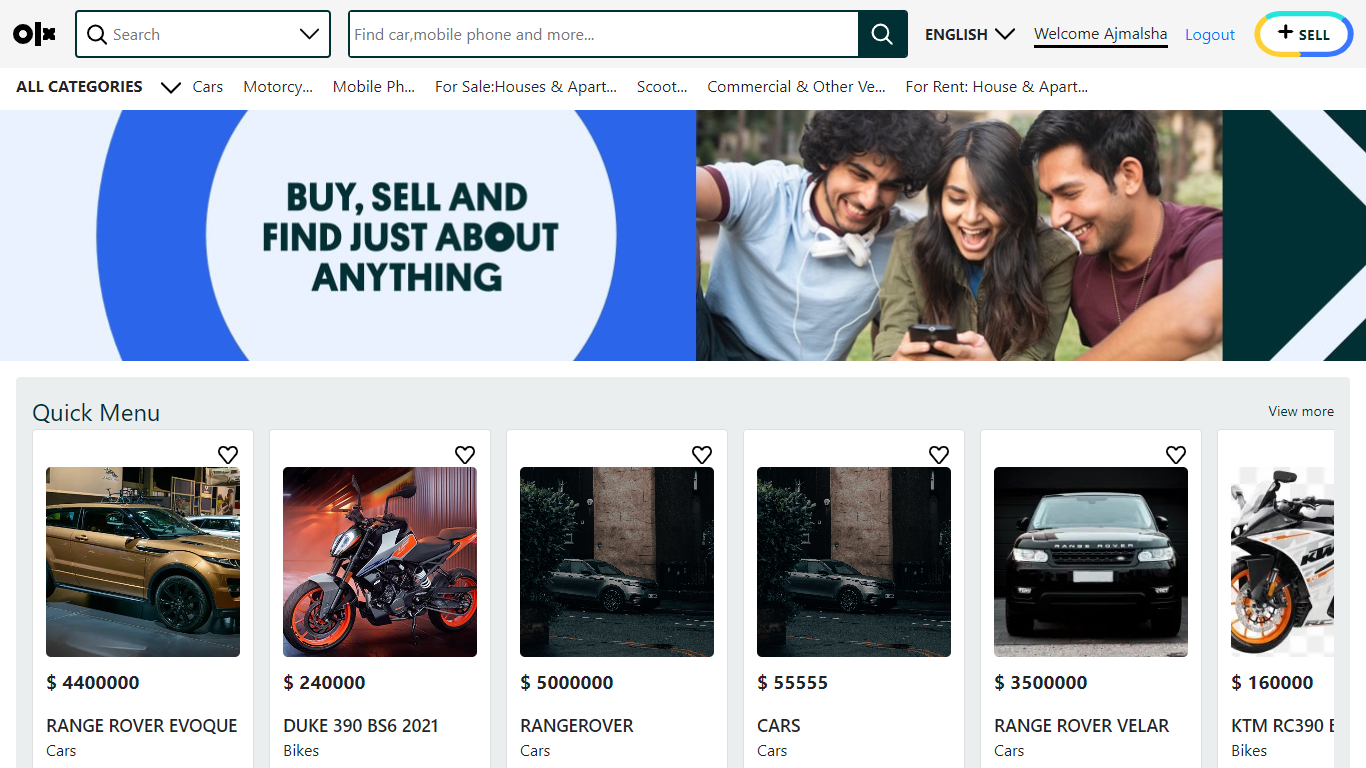 olx
Search
Find car,mobile phone and more...
ENGLISH
Welcome Ajmalsha
Logout
+ SELL
ALL CATEGORIES
Cars
Motorcy...
Mobile Ph...
For Sale:Houses & Apart...
Scoot...
Commercial & Other Ve...
For Rent: House & Apart...
BUY, SELL AND
FIND JUST ABOUT
ANYTHING
Quick Menu
View more
RANGE ROVER
KTM
$ 4400000
$ 240000
$ 5000000
$ 55555
$ 3500000
$ 160000
RANGE ROVER EVOQUE
DUKE 390 BS6 2021
RANGEROVER
CARS
RANGE ROVER VELAR
KTM RC390
Cars
Bikes
Cars
Cars
Cars
Bikes